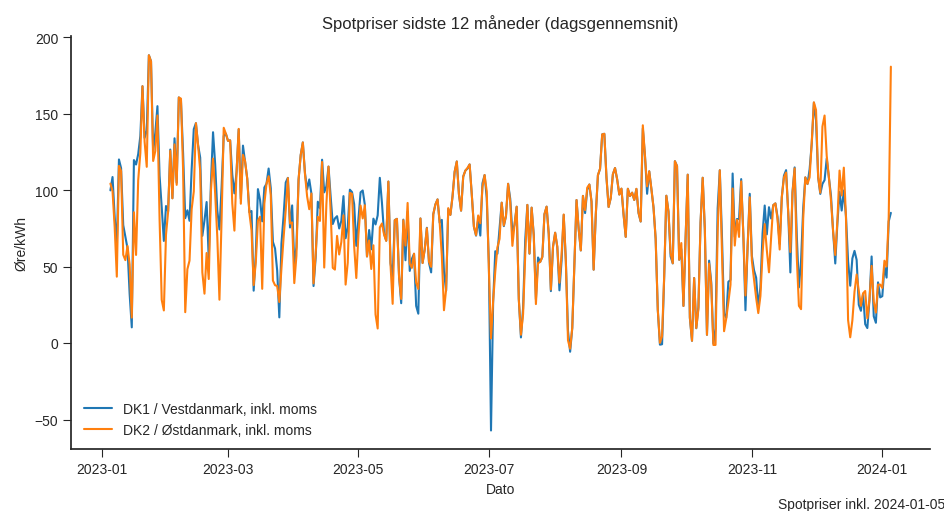 Spotpriser sidste 12 måneder (dagsgennemsnit)
200
150
100
50
0
−50
Øre/kWh
DK1 / Vestdanmark, inkl. moms
DK2 / Østdanmark, inkl. moms
2023-01 2023-03 2023-05 2023-07 2023-09 2023-11 2024-01
Dato
Spotpriser inkl. 2024-01-05